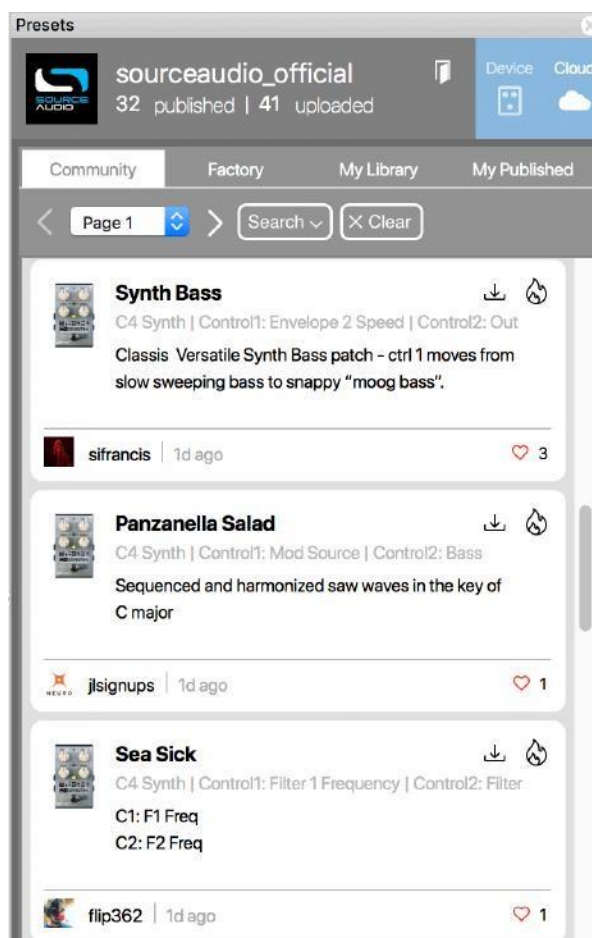 Presets
sourceaudio_official
32 published | 41 uploaded
Device
Cloud
SOURCE
AUDIO
Community
Factory
My Library
My Published
Page 1
Search
Clear
Synth Bass
C4 Synth | Control1: Envelope 2 Speed | Control2: Out
Classis Versatile Synth Bass patch - ctrl 1 moves from
slow sweeping bass to snappy “moog bass”.
sifrancis | 1d ago
3
Panzanella Salad
C4 Synth | Control1: Mod Source | Control2: Bass
Sequenced and harmonized saw waves in the key of
C major
NEURO
jlsignups | 1d ago
1
Sea Sick
C4 Synth | Control1: Filter 1 Frequency | Control2: Filter
C1: F1 Freq
C2: F2 Freq
flip362 | 1d ago
1